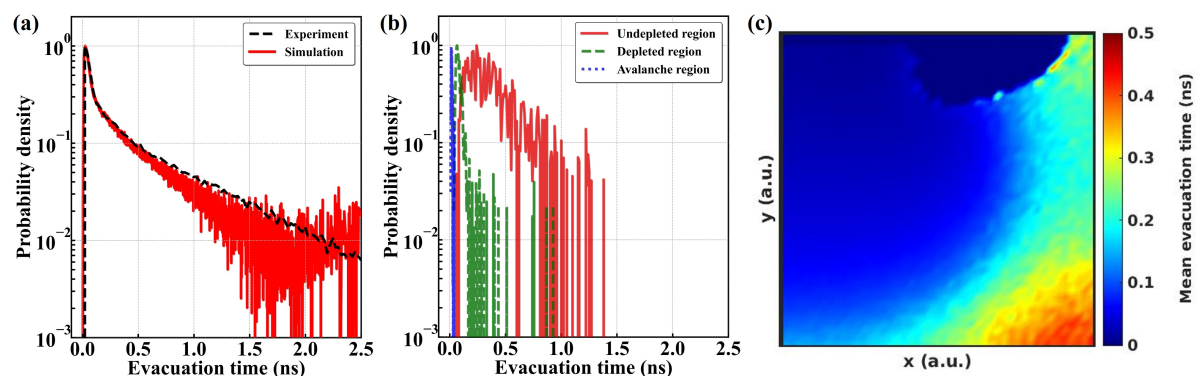 (a)
Experiment
Simulation
Probability density
10^0
10^-1
10^-2
10^-3
0.0 0.5 1.0 1.5 2.0 2.5
Evacuation time (ns)
(b)
Undepleted region
Depleted region
Avalanche region
Probability density
10^0
10^-1
10^-2
10^-3
0.0 0.5 1.0 1.5 2.0 2.5
Evacuation time (ns)
(c)
y (a.u.)
x (a.u.)
0.5
0.4
0.3
0.2
0.1
0
Mean evacuation time (ns)